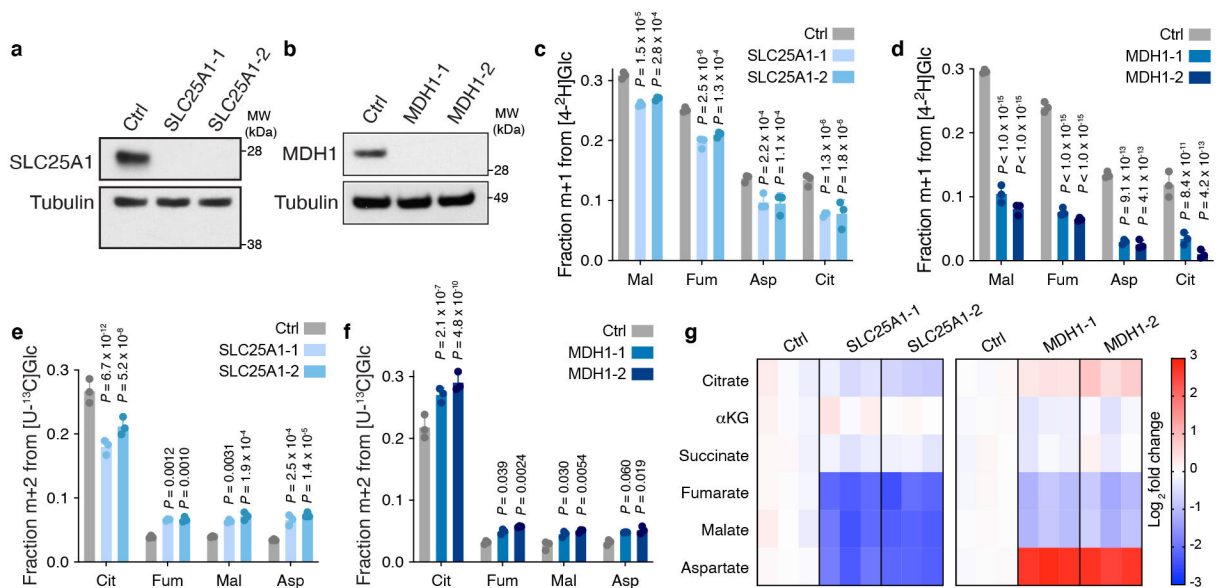 a
Ctrl
SLC25A1-1
SLC25A1-2
MW
(kDa)
SLC25A1
28
Tubulin
38
b
Ctrl
MDH1-1
MDH1-2
MW
(kDa)
MDH1
28
Tubulin
49
c
Ctrl
SLC25A1-1
SLC25A1-2
Fraction m+1 from [4-²H]Glc
0.3
0.2
0.1
0.0
P = 1.5 x 10⁻⁵
P = 2.8 x 10⁻⁴
P = 2.5 x 10⁻⁶
P = 1.3 x 10⁻⁴
P = 2.2 x 10⁻⁴
P = 1.1 x 10⁻⁴
P = 1.3 x 10⁻⁶
P = 1.8 x 10⁻⁶
Mal Fum Asp Cit
d
Ctrl
MDH1-1
MDH1-2
Fraction m+1 from [4-²H]Glc
0.3
0.2
0.1
0.0
P < 1.0 x 10⁻¹⁵
P < 1.0 x 10⁻¹⁵
P < 1.0 x 10⁻¹⁵
P < 1.0 x 10⁻¹⁵
P = 9.1 x 10⁻¹³
P = 4.1 x 10⁻¹³
P = 8.4 x 10⁻¹¹
P = 4.2 x 10⁻¹³
Mal Fum Asp Cit
e
Ctrl
SLC25A1-1
SLC25A1-2
Fraction m+2 from [U-¹³C]Glc
0.3
0.2
0.1
0.0
P = 6.7 x 10⁻¹²
P = 5.2 x 10⁻⁸
P = 0.0012
P = 0.0010
P = 0.0031
P = 1.9 x 10⁻⁴
P = 2.5 x 10⁻⁴
P = 1.4 x 10⁻⁵
Cit Fum Mal Asp
f
Ctrl
MDH1-1
MDH1-2
Fraction m+2 from [U-¹³C]Glc
0.3
0.2
0.1
0.0
P = 2.1 x 10⁻⁷
P = 4.8 x 10⁻¹⁰
P = 0.039
P = 0.0024
P = 0.030
P = 0.0054
P = 0.060
P = 0.019
Cit Fum Mal Asp
g
Ctrl
SLC25A1-1
SLC25A1-2
Ctrl
MDH1-1
MDH1-2
Citrate
αKG
Succinate
Fumarate
Malate
Aspartate
3
2
1
0
-1
-2
-3
Log₂ fold change